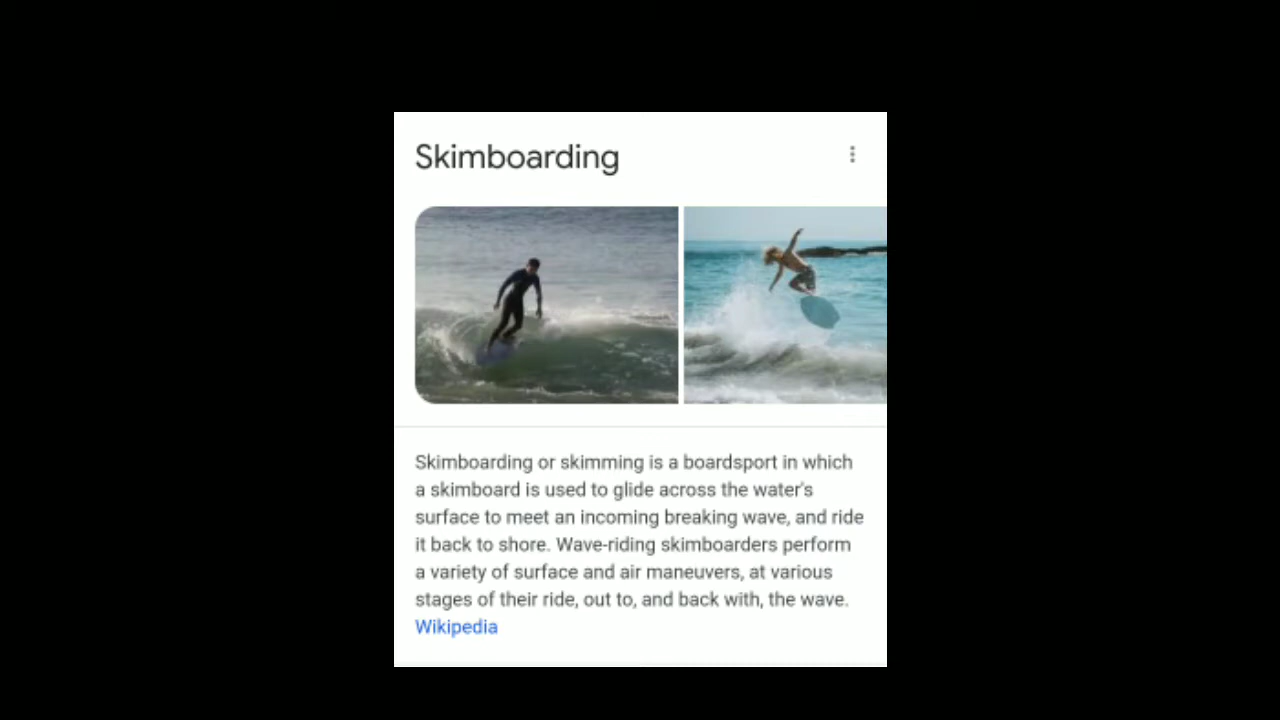 Skimboarding
Skimboarding or skimming is a boardsport in which
a skimboard is used to glide across the water's
surface to meet an incoming breaking wave, and ride
it back to shore. Wave-riding skimboarders perform
a variety of surface and air maneuvers, at various
stages of their ride, out to, and back with, the wave.
Wikipedia